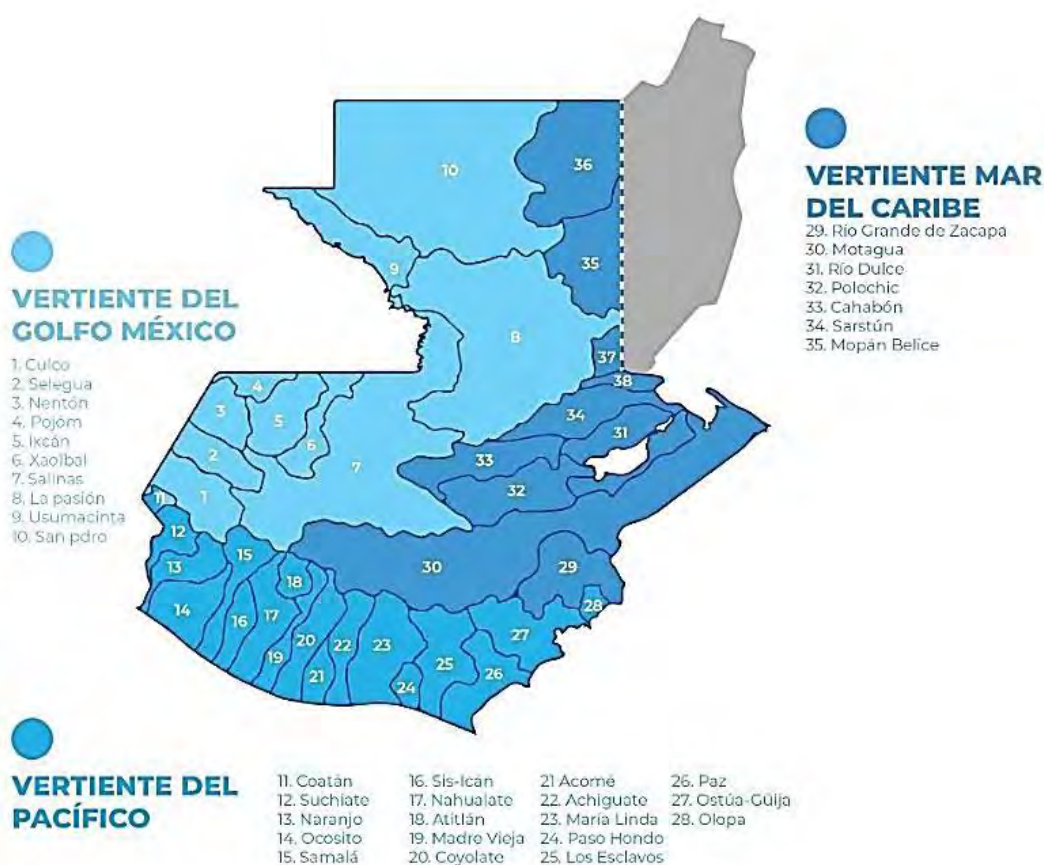 VERTIENTE DEL
GOLFO MÉXICO
1. Culco
2. Selegua
3. Nentón
4. Pojóm
5. Ixcán
6. Xaolbal
7. Salinas
8. La pasión
9. Usumacinta
10. San pdro
VERTIENTE MAR
DEL CARIBE
29. Río Grande de Zacapa
30. Motagua
31. Río Dulce
32. Polochic
33. Cahabón
34. Sarstún
35. Mopán Belice
10
36
9
35
8
37
38
4
3
5
34
31
6
2
33
7
32
1
11
12
15
13
18
30
29
14
16
17
28
20
22
23
27
19
25
21
24
26
VERTIENTE DEL
PACÍFICO
11. Coatán
12. Suchiate
13. Naranjo
14. Ocosito
15. Samalá
16. Sis-Icán
17. Nahualate
18. Atitlán
19. Madre Vieja
20. Coyolate
21 Acomé
22. Achiguate
23. María Linda
24. Paso Hondo
25. Los Esclavos
26. Paz
27. Ostúa-Güija
28. Olopa